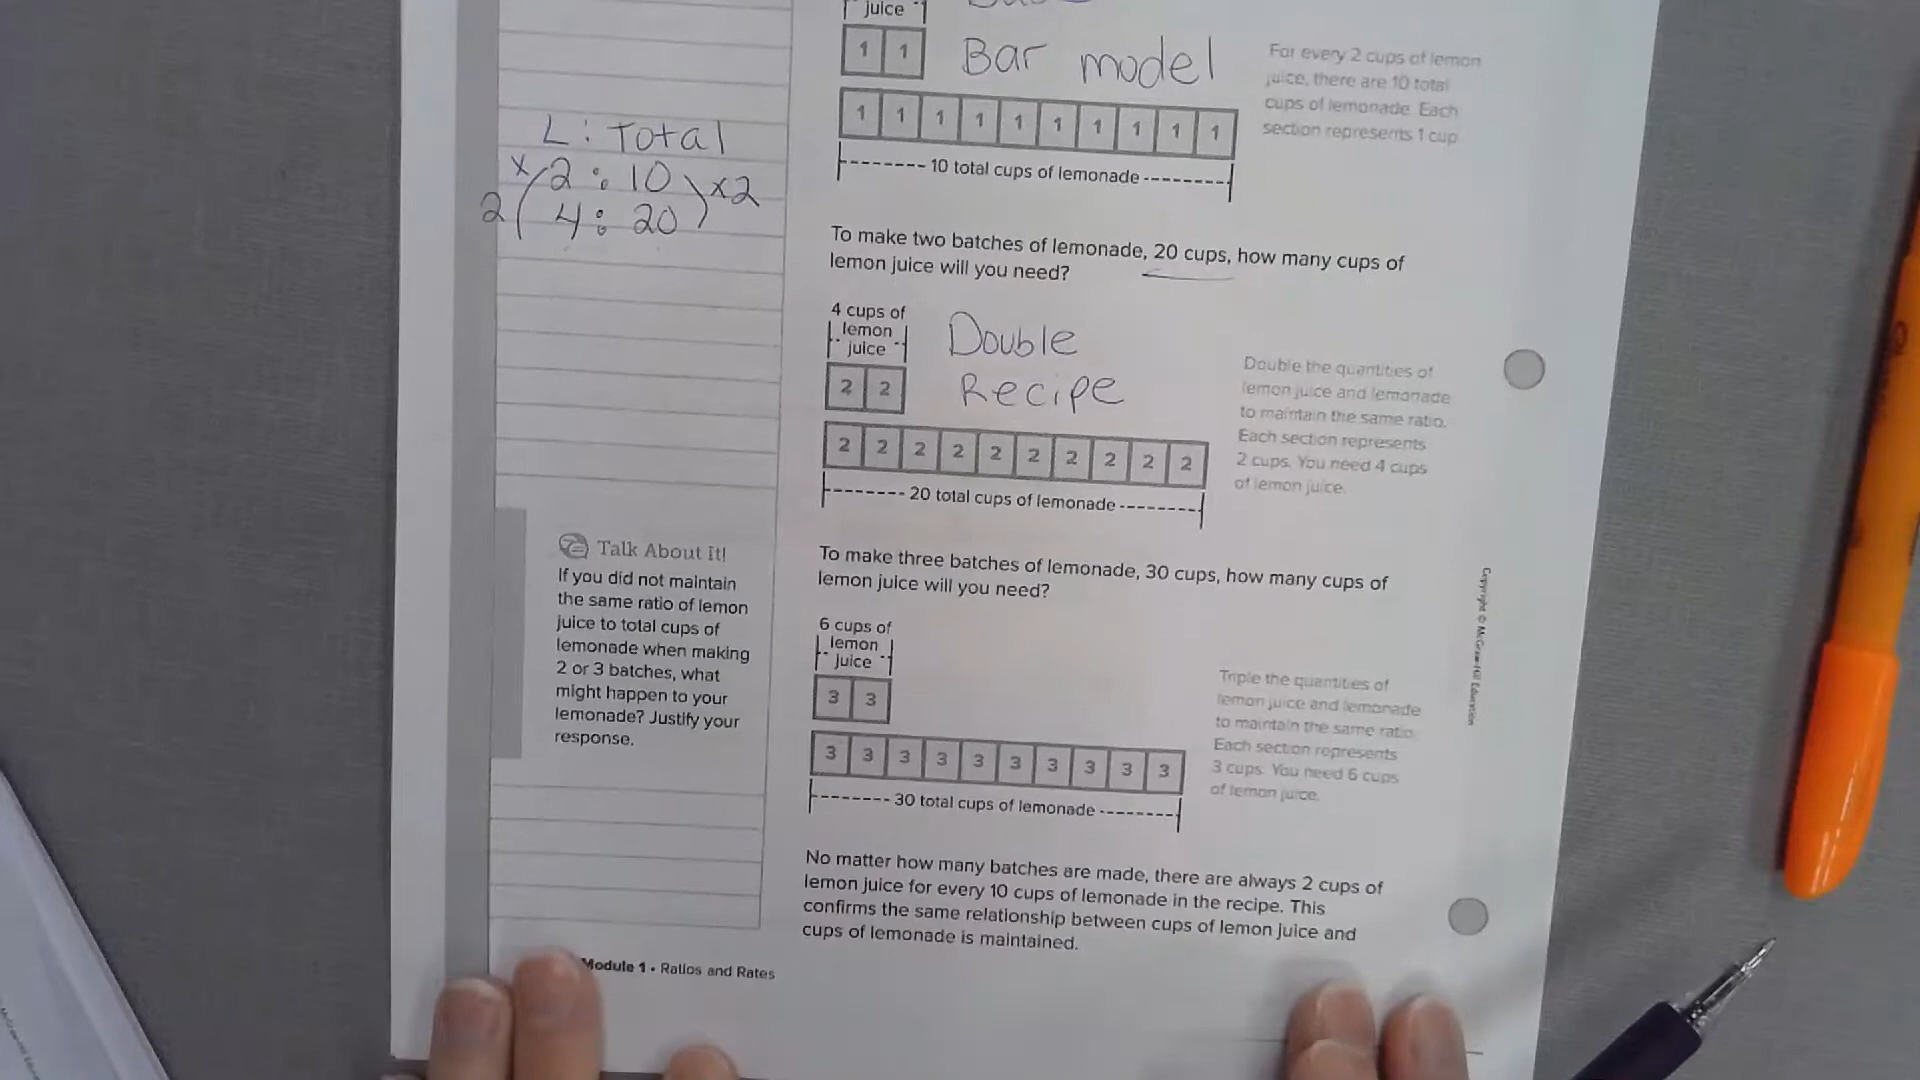 L : Total
x 2 : 10 x2
2 ( 4 : 20 )
Talk About It!
If you did not maintain
the same ratio of lemon
juice to total cups of
lemonade when making
2 or 3 batches, what
might happen to your
lemonade? Justify your
response.
Module 1 • Ratios and Rates
juice
1 1 Bar model
1 1 1 1 1 1 1 1 1 1
10 total cups of lemonade
For every 2 cups of lemon
juice, there are 10 total
cups of lemonade. Each
section represents 1 cup
To make two batches of lemonade, 20 cups, how many cups of
lemon juice will you need?
4 cups of
lemon
juice
Double
2 2 Recipe
2 2 2 2 2 2 2 2 2 2
20 total cups of lemonade
Double the quantities of
lemon juice and lemonade
to maintain the same ratio.
Each section represents
2 cups. You need 4 cups
of lemon juice.
To make three batches of lemonade, 30 cups, how many cups of
lemon juice will you need?
6 cups of
lemon
juice
3 3
3 3 3 3 3 3 3 3 3 3
30 total cups of lemonade
Triple the quantities of
lemon juice and lemonade
to maintain the same ratio.
Each section represents
3 cups. You need 6 cups
of lemon juice.
No matter how many batches are made, there are always 2 cups of
lemon juice for every 10 cups of lemonade in the recipe. This
confirms the same relationship between cups of lemon juice and
cups of lemonade is maintained.
Copyright © McGraw-Hill Education